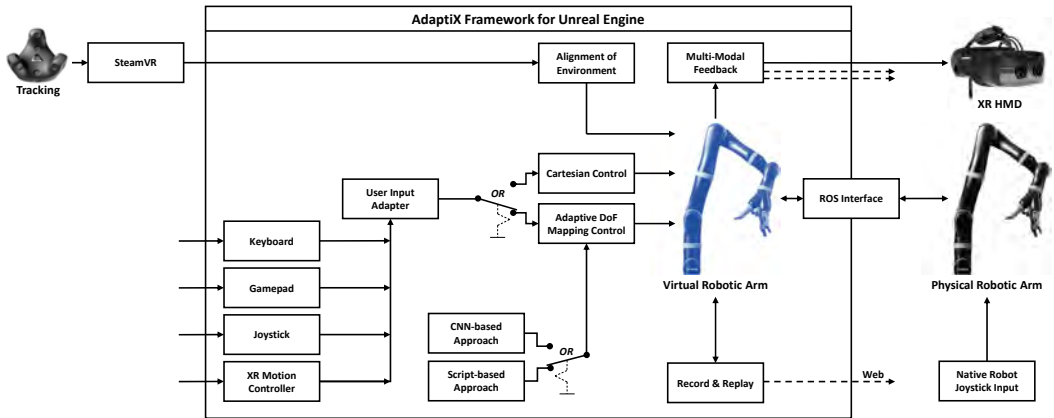 AdaptiX Framework for Unreal Engine
Tracking
SteamVR
Alignment of
Environment
Multi-Modal
Feedback
XR HMD
Cartesian Control
OR
User Input
Adapter
Adaptive DoF
Mapping Control
ROS Interface
Keyboard
Gamepad
Joystick
XR Motion
Controller
Virtual Robotic Arm
Physical Robotic Arm
CNN-based
Approach
OR
Script-based
Approach
Record & Replay
Web
Native Robot
Joystick Input